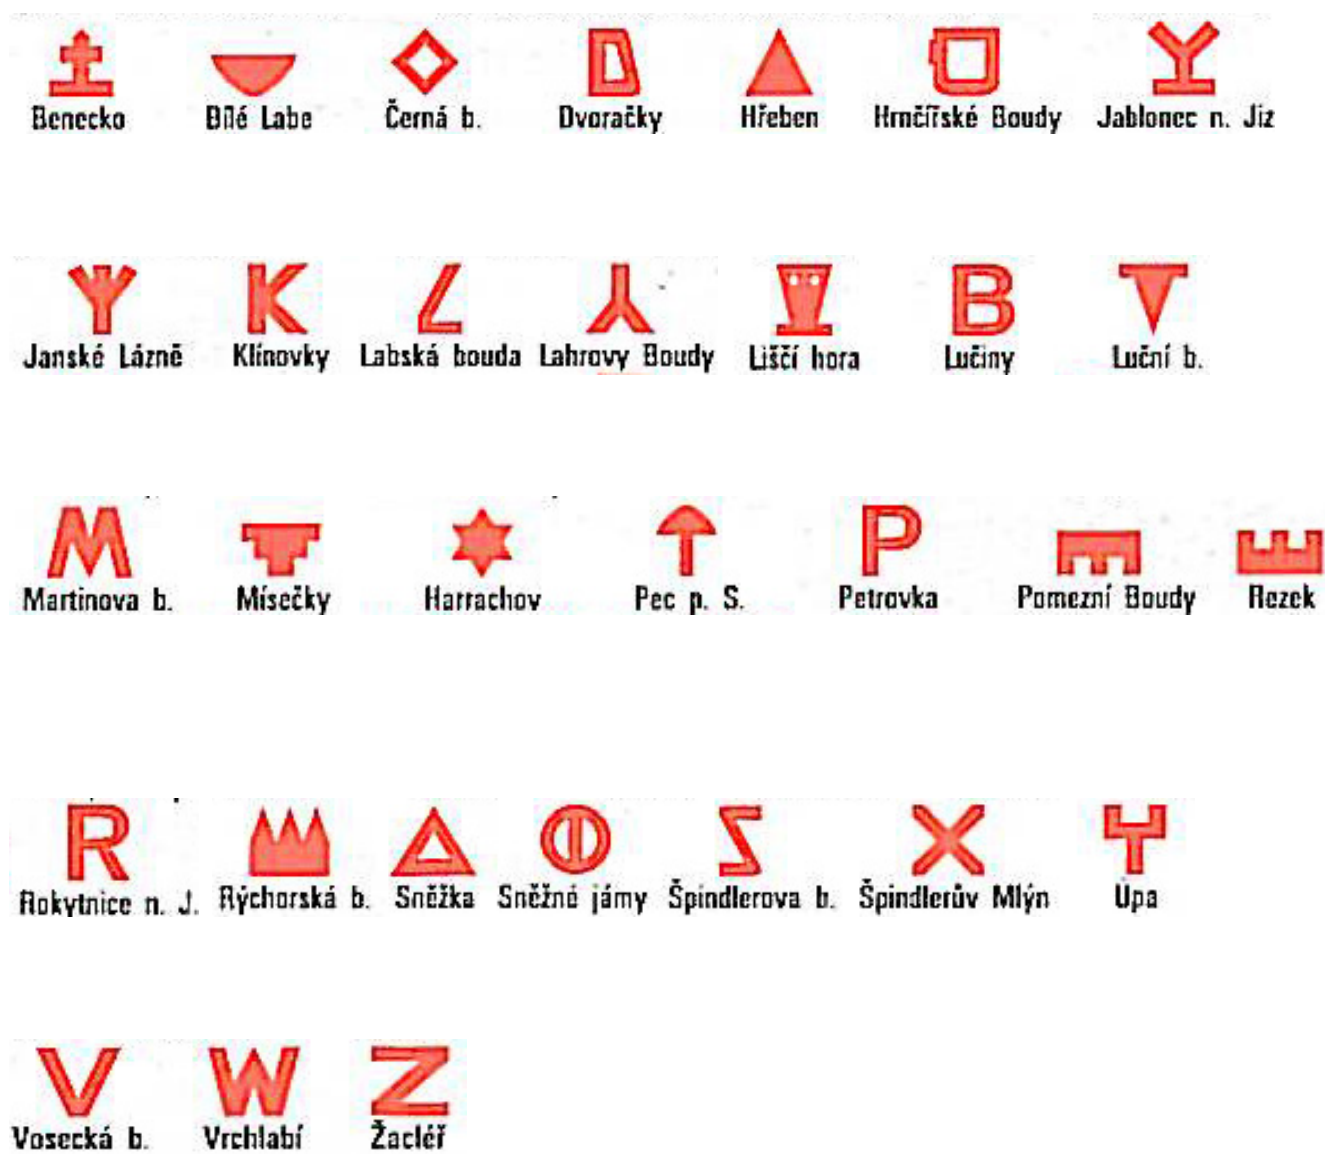 Benecko Bílé Labe Černá b. Dvoračky Hřeben Hrnčířské Boudy Jablonec n. Jiz
Janské Lázně Klínovky Labská bouda Lahrovy Boudy Liščí hora Lučiny Luční b.
Martinova b. Mísečky Harrachov Pec p. S. Petrovka Pomezní Boudy Rezek
Rokytnice n. J. Rýchorská b. Sněžka Sněžné jámy Špindlerova b. Špindlerův Mlýn Úpa
Vosecká b. Vrchlabí Žacléř